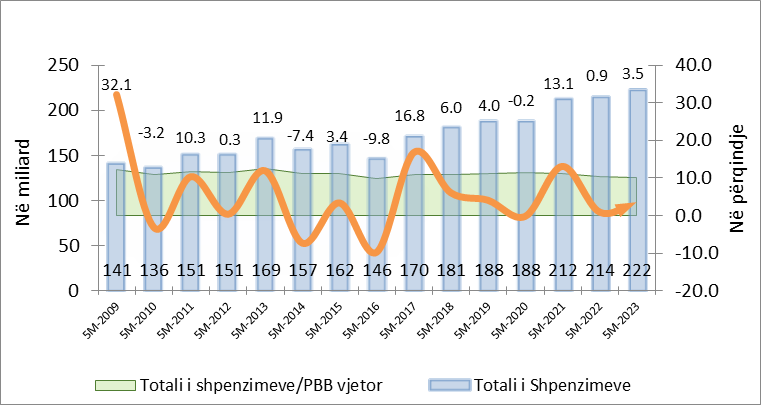 250
200
150
100
50
0
Në miliard
40.0
30.0
20.0
10.0
0.0
-10.0
-20.0
Në përqindje
32.1
-3.2
10.3
0.3
11.9
-7.4
3.4
-9.8
16.8
6.0
4.0
-0.2
13.1
0.9
3.5
141
136
151
151
169
157
162
146
170
181
188
188
212
214
222
5M-2009
5M-2010
5M-2011
5M-2012
5M-2013
5M-2014
5M-2015
5M-2016
5M-2017
5M-2018
5M-2019
5M-2020
5M-2021
5M-2022
5M-2023
Totali i shpenzimeve/PBB vjetor
Totali i Shpenzimeve